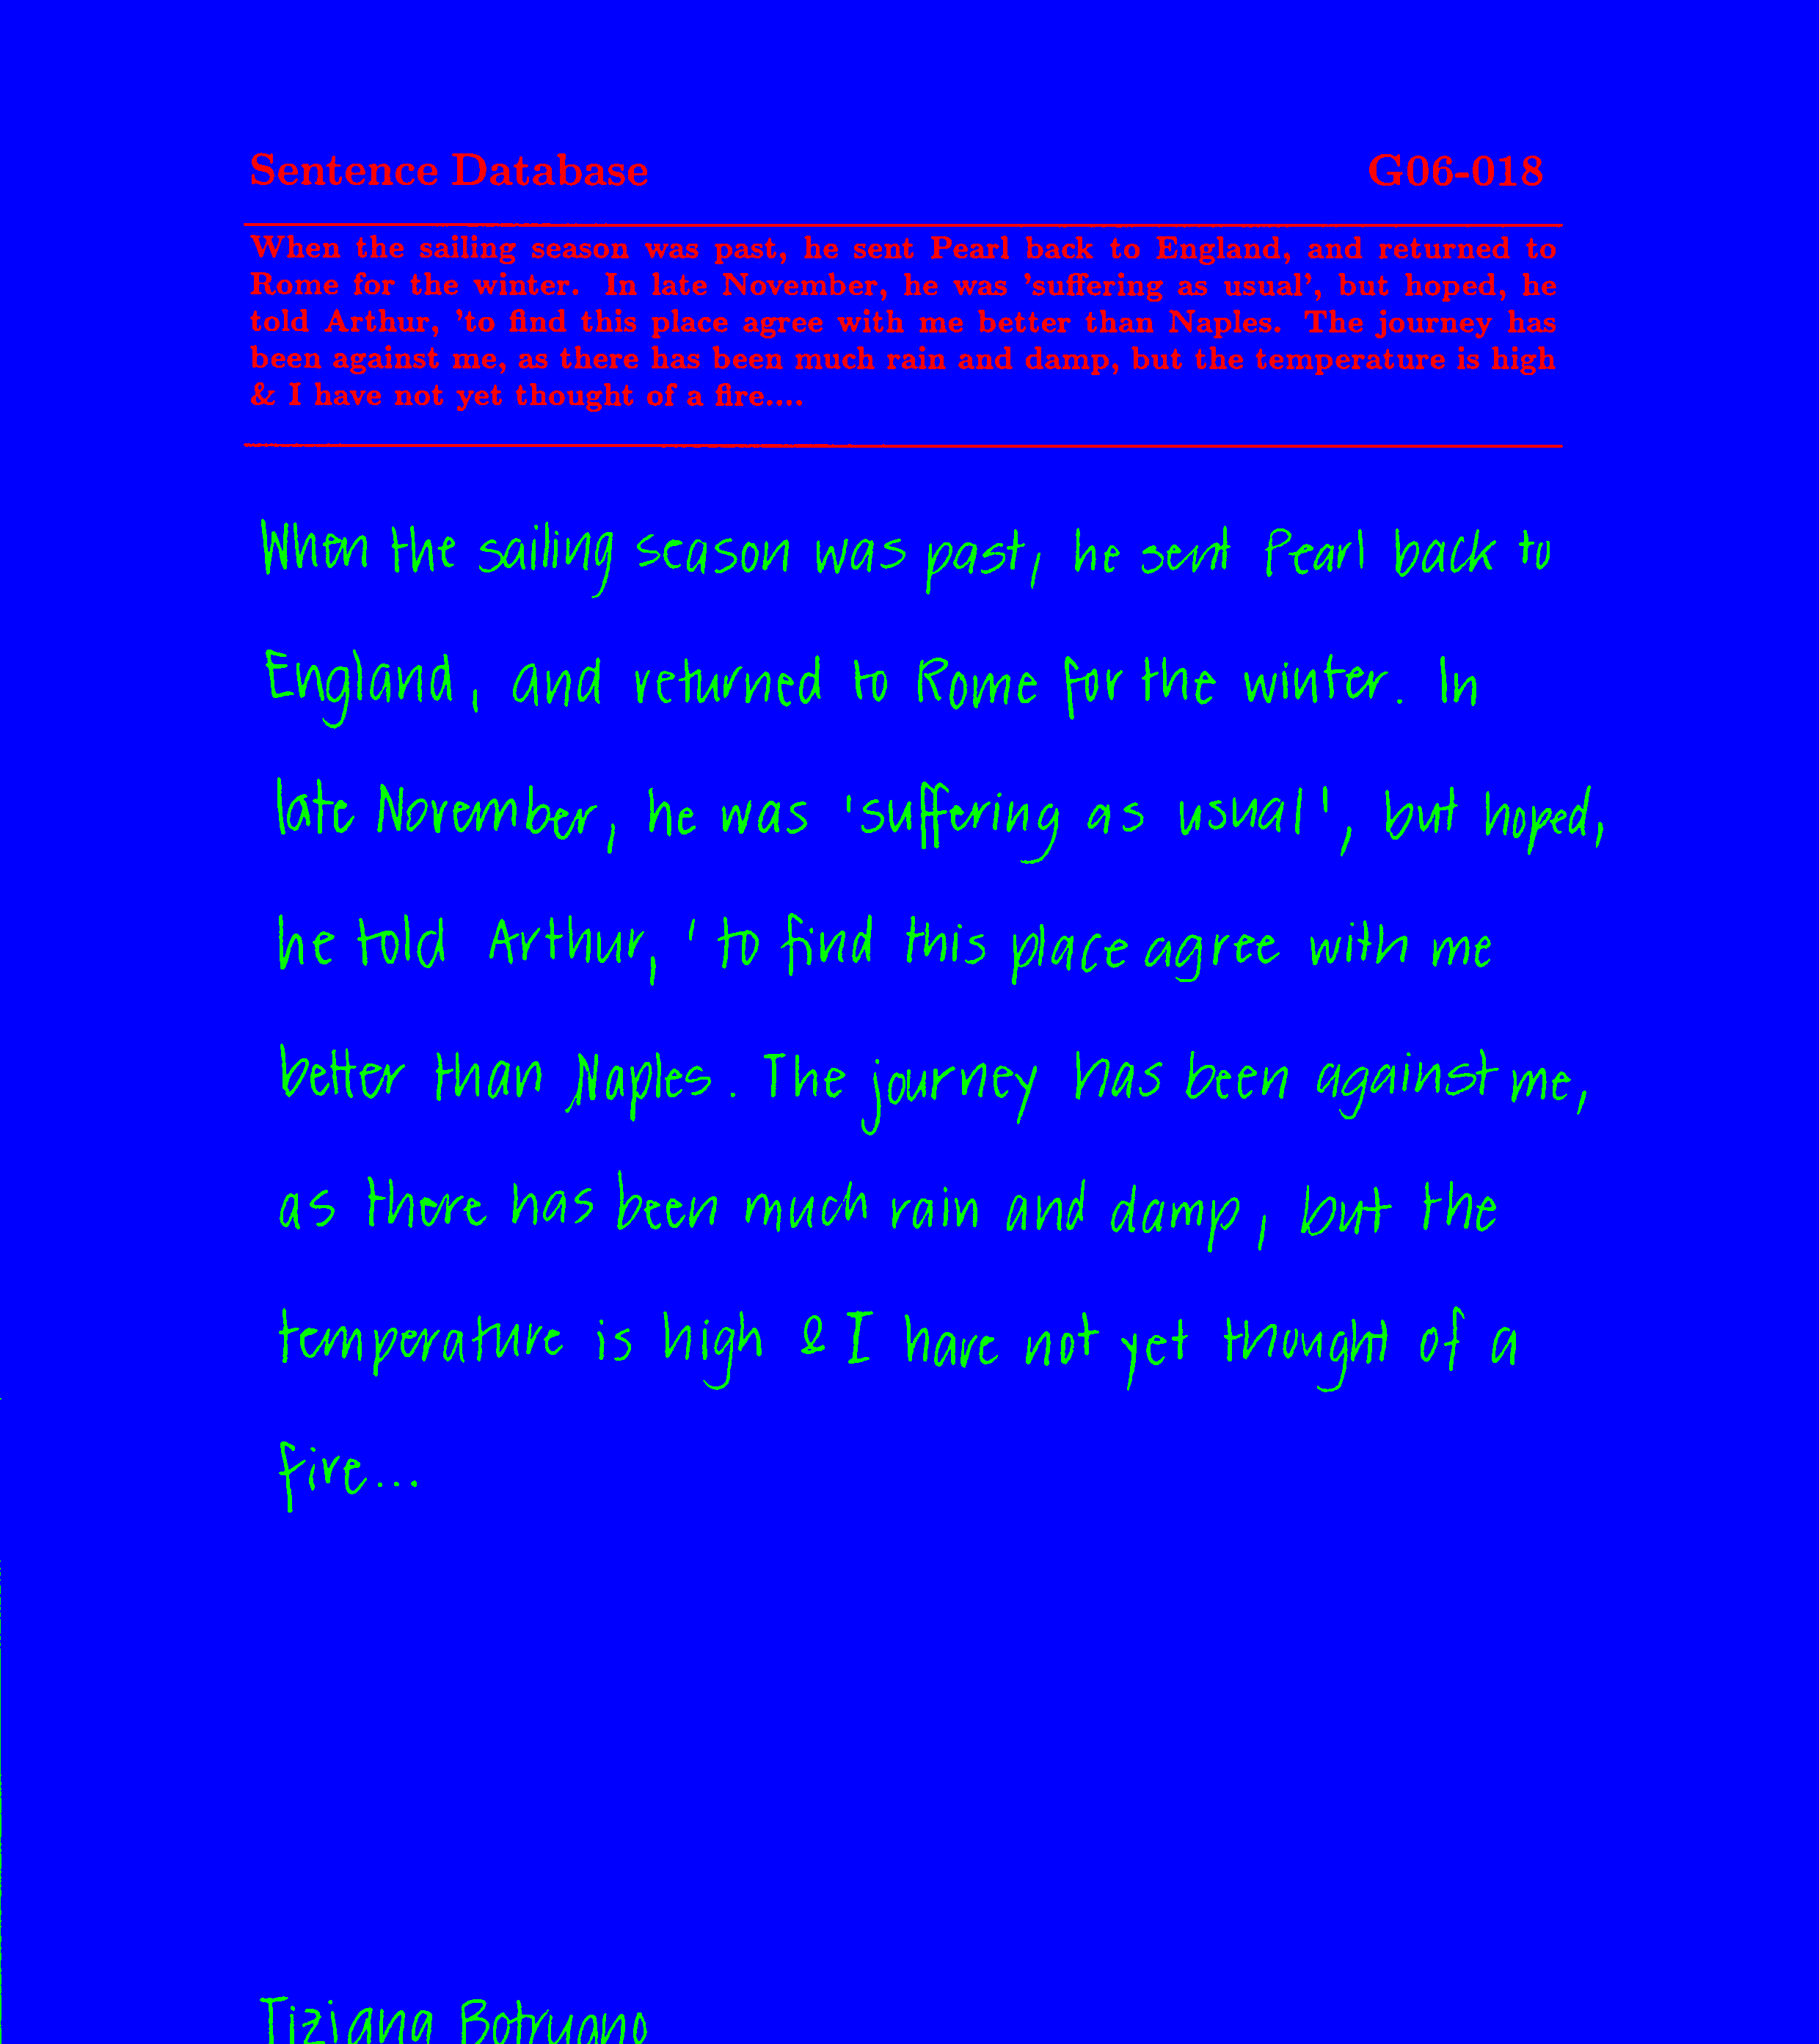 Sentence Database G06-018
When the sailing season was past, he sent Pearl back to England, and returned to
Rome for the winter. In late November, he was 'suffering as usual', but hoped, he
told Arthur, 'to find this place agree with me better than Naples. The journey has
been against me, as there has been much rain and damp, but the temperature is high
& I have not yet thought of a fire....
When the sailing season was past, he sent Pearl back to
England, and returned to Rome for the winter. In
late November, he was 'suffering as usual', but hoped,
he told Arthur, 'to find this place agree with me
better than Naples. The journey has been against me,
as there has been much rain and damp, but the
temperature is high & I have not yet thought of a
fire...
Tiziana Botrugno